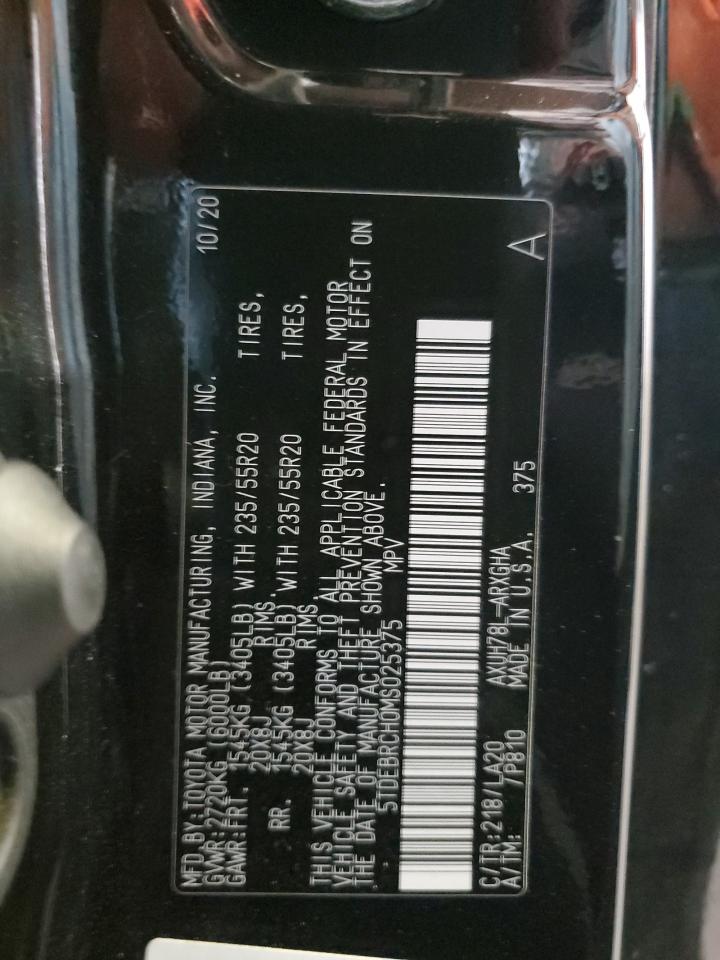 MFD BY:TOYOTA MOTOR MANUFACTURING, INDIANA, INC. 10/20
GVWR:2720KG (6000LB)
GAWR:FRT. 1545KG (3405LB) WITH 235/55R20 TIRES,
20X8J RIMS,
RR. 1545KG (3405LB) WITH 235/55R20 TIRES,
20X8J RIMS.
THIS VEHICLE CONFORMS TO ALL APPLICABLE FEDERAL MOTOR
VEHICLE SAFETY AND THEFT PREVENTION STANDARDS IN EFFECT ON
THE DATE OF MANUFACTURE SHOWN ABOVE.
5TDEBRCH0MS025375 MPV
C/TR:218/LA20 AXUH78L-ARXGHA
A/TM: /P810 MADE IN U.S.A. 375 A